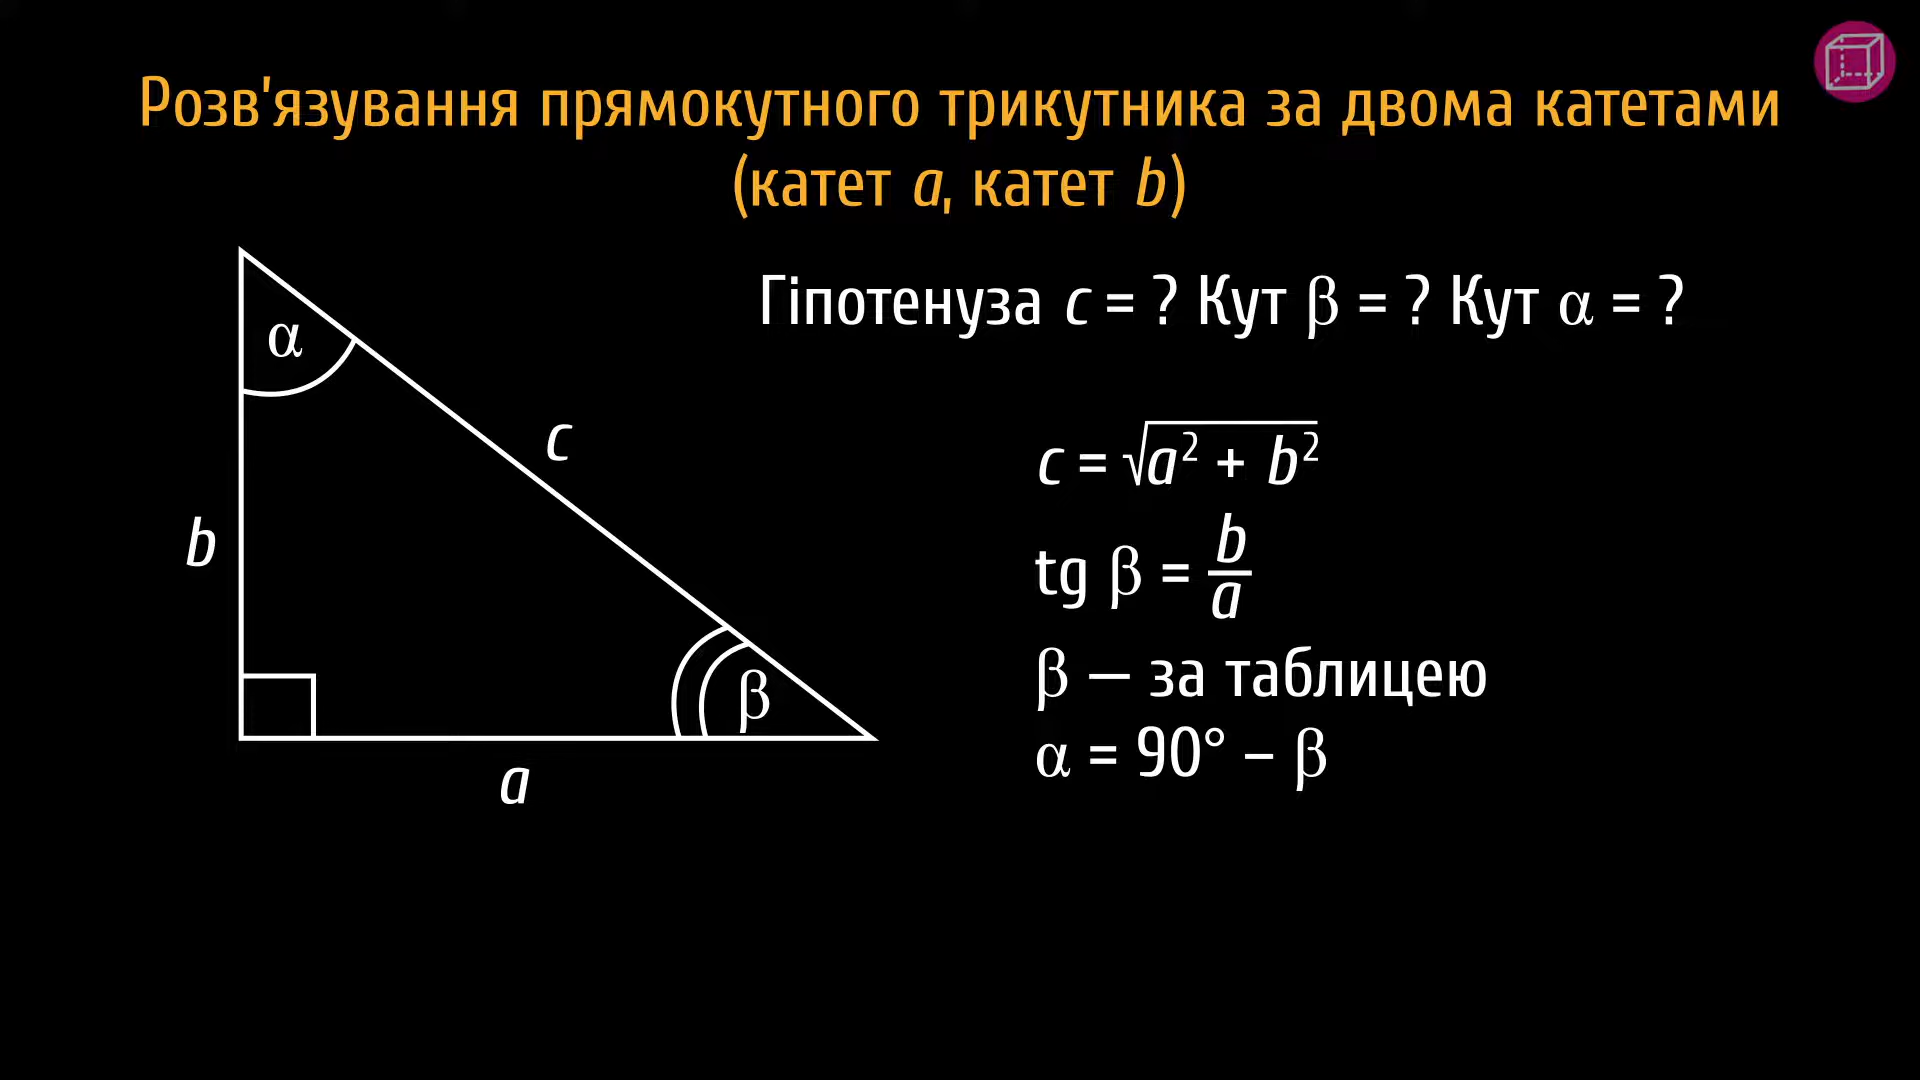 Розв'язування прямокутного трикутника за двома катетами
(катет a, катет b)
Гіпотенуза c = ? Кут β = ? Кут α = ?
α
c
b
β
a
c = √a² + b²
tg β = b/a
β — за таблицею
α = 90° – β